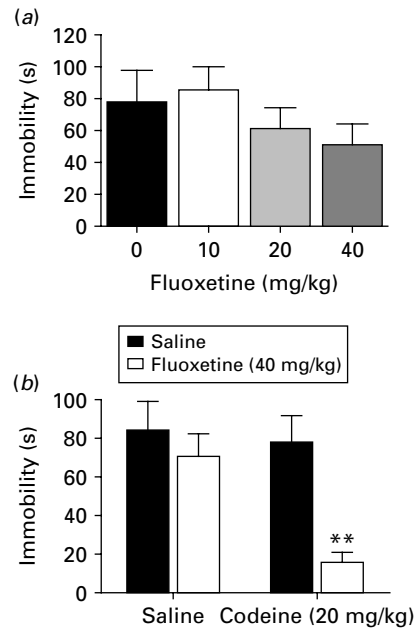 (a)
120
100
80
60
40
20
0
Immobility (s)
0 10 20 40
Fluoxetine (mg/kg)
Saline
Fluoxetine (40 mg/kg)
(b)
100
80
60
40
20
0
Immobility (s)
**
Saline Codeine (20 mg/kg)